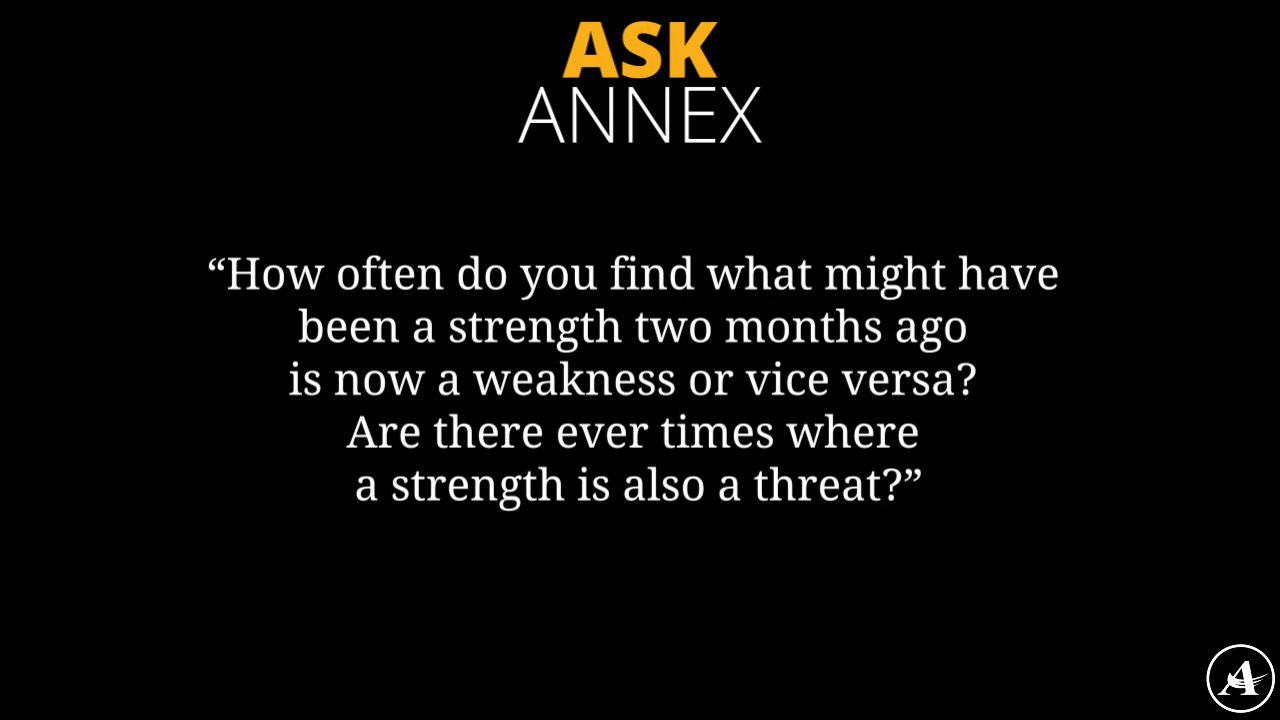 ASK
ANNEX
“How often do you find what might have
been a strength two months ago
is now a weakness or vice versa?
Are there ever times where
a strength is also a threat?”
A